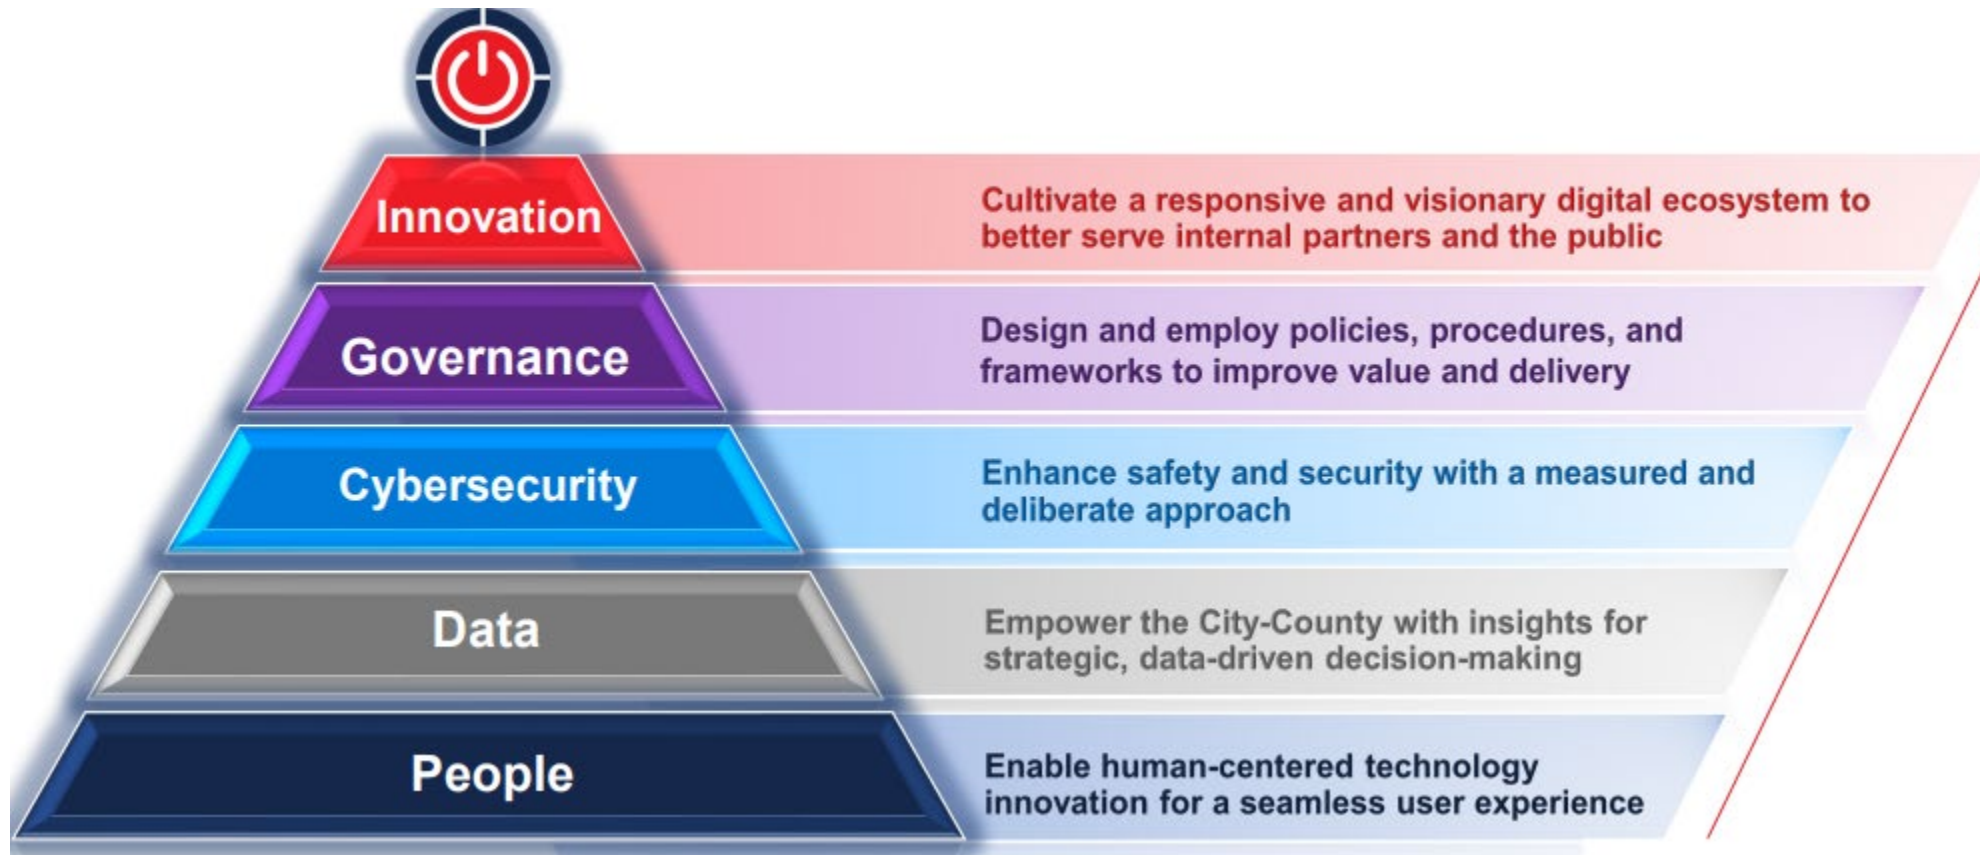 Innovation
Cultivate a responsive and visionary digital ecosystem to
better serve internal partners and the public
Governance
Design and employ policies, procedures, and
frameworks to improve value and delivery
Cybersecurity
Enhance safety and security with a measured and
deliberate approach
Data
Empower the City-County with insights for
strategic, data-driven decision-making
People
Enable human-centered technology
innovation for a seamless user experience